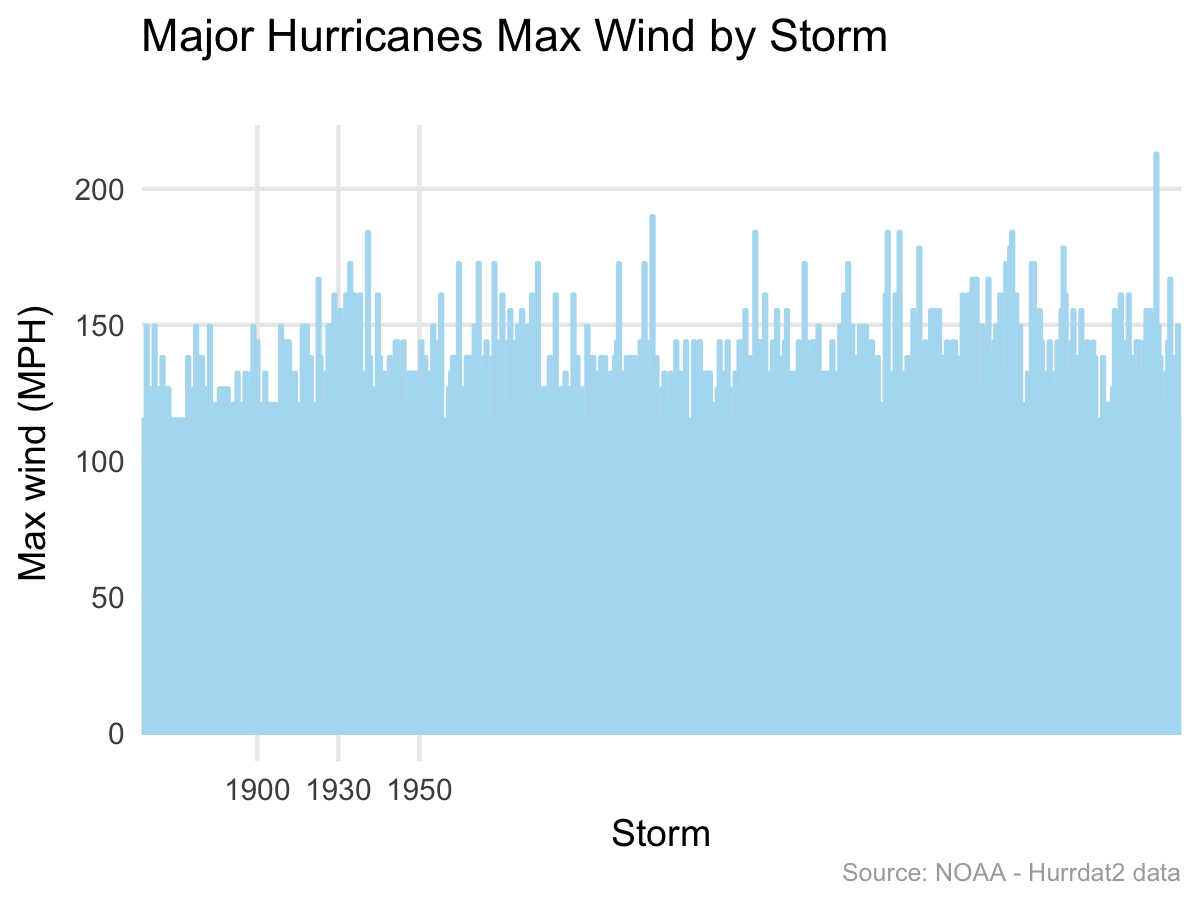 Major Hurricanes Max Wind by Storm
200
150
100
50
0
Max wind (MPH)
1900 1930 1950
Storm
Source: NOAA - Hurrdat2 data